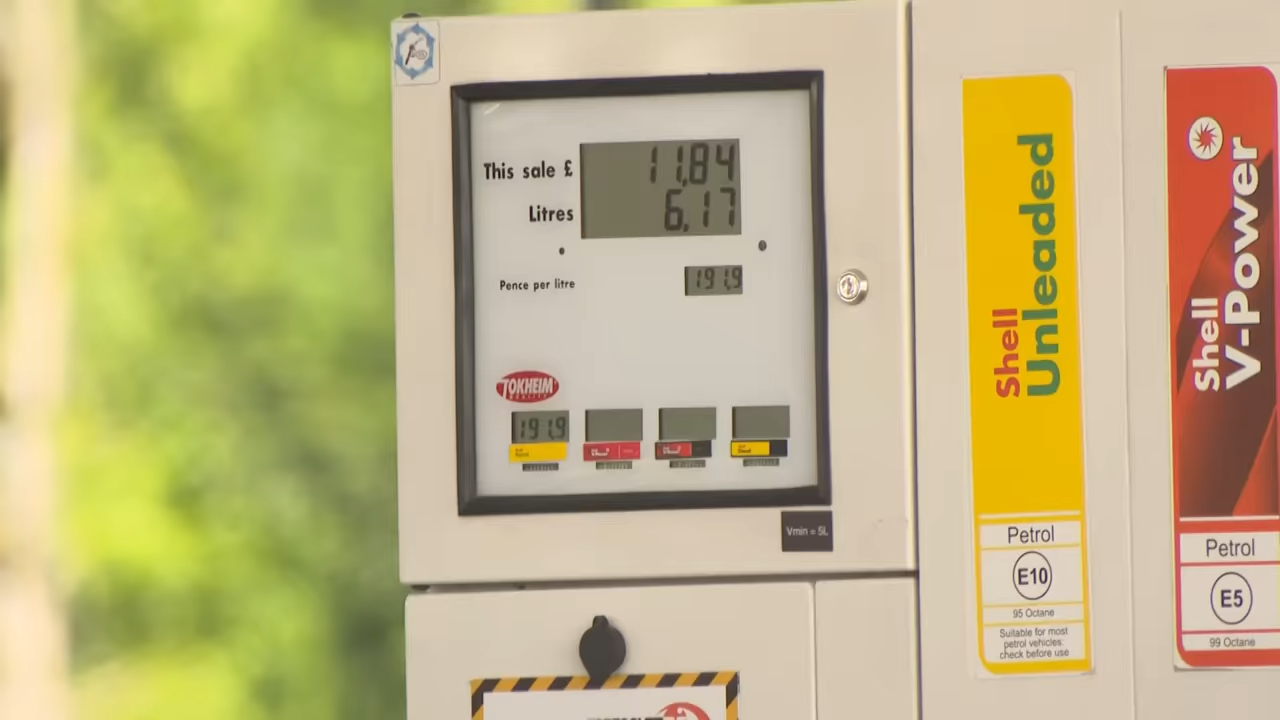 This sale £ 11,84
Litres 6,17
Pence per litre 191,9
TOKHEIM
191,9
Vmin = 5L
Shell
Unleaded
Petrol
E10
95 Octane
Suitable for most
petrol vehicles:
check before use
Shell
V-Power
Petrol
E5
99 Octane